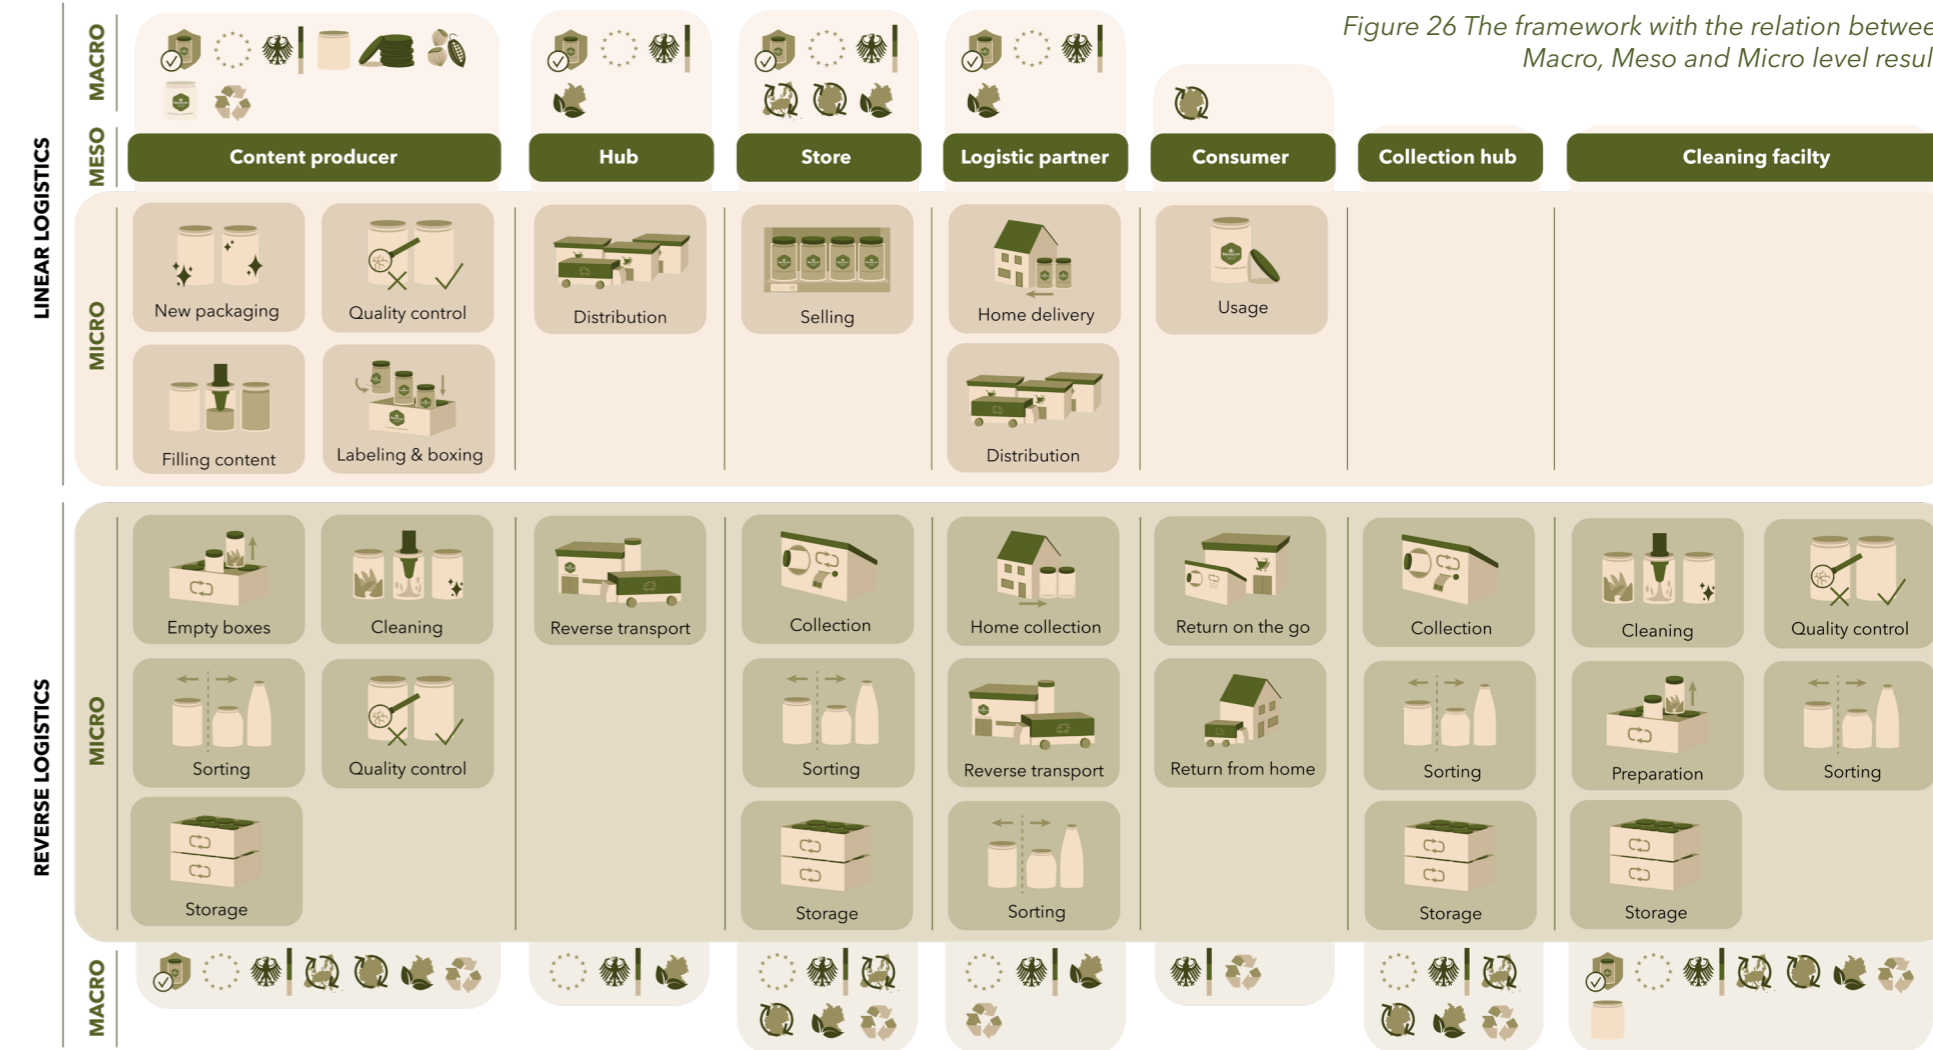 Figure 26 The framework with the relation betwee
Macro, Meso and Micro level resul
LINEAR LOGISTICS
MACRO
MESO
Content producer
Hub
Store
Logistic partner
Consumer
Collection hub
Cleaning facilty
MICRO
New packaging
Quality control
Distribution
Selling
Home delivery
Usage
Filling content
Labeling & boxing
Distribution
REVERSE LOGISTICS
MICRO
Empty boxes
Cleaning
Reverse transport
Collection
Home collection
Return on the go
Collection
Cleaning
Quality control
Sorting
Quality control
Sorting
Reverse transport
Return from home
Sorting
Preparation
Sorting
Storage
Storage
Sorting
Storage
Storage
MACRO